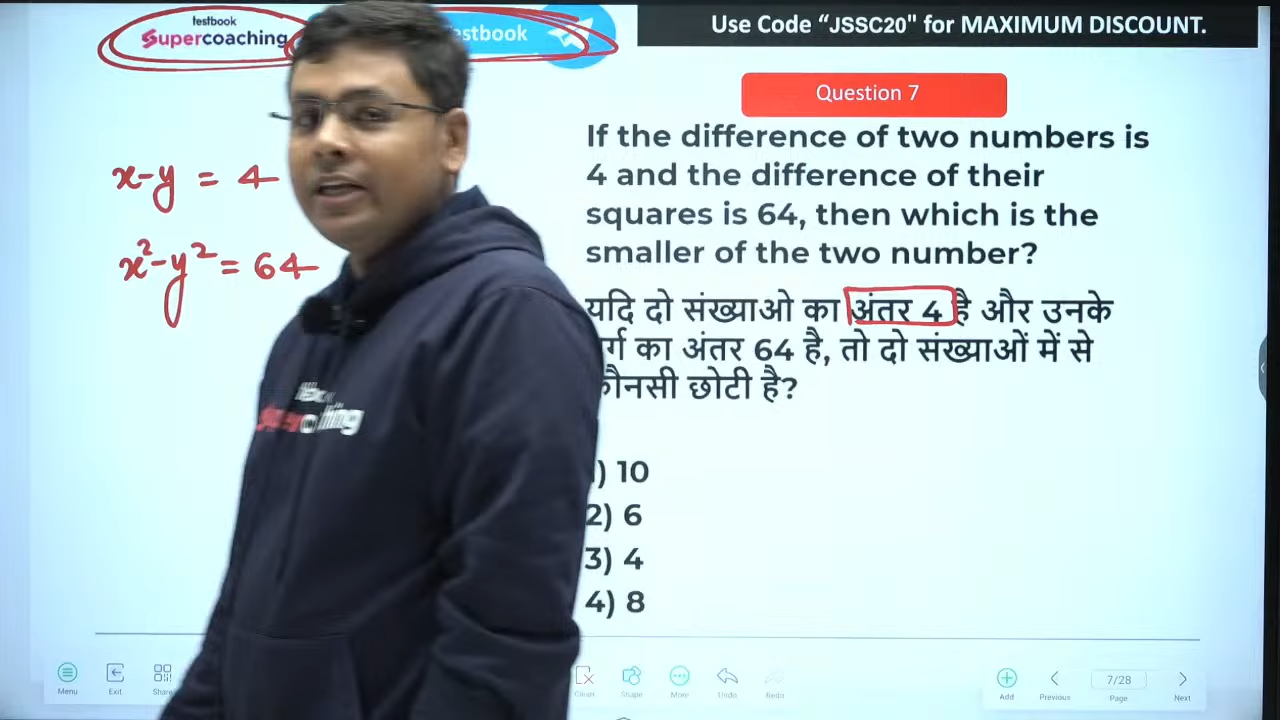 testbook
Supercoaching
estbook
Use Code “JSSC20" for MAXIMUM DISCOUNT.
Question 7
x-y = 4
x²-y² = 64
If the difference of two numbers is
4 and the difference of their
squares is 64, then which is the
smaller of the two number?
यदि दो संख्याओ का अंतर 4 है और उनके
का अंतर 64 है, तो दो संख्याओं में से
छोटी है?
) 10
2) 6
3) 4
4) 8
Menu
Exit
Share
Clean
Shape
More
Undo
Redo
Add
Previous
7/28
Page
Next